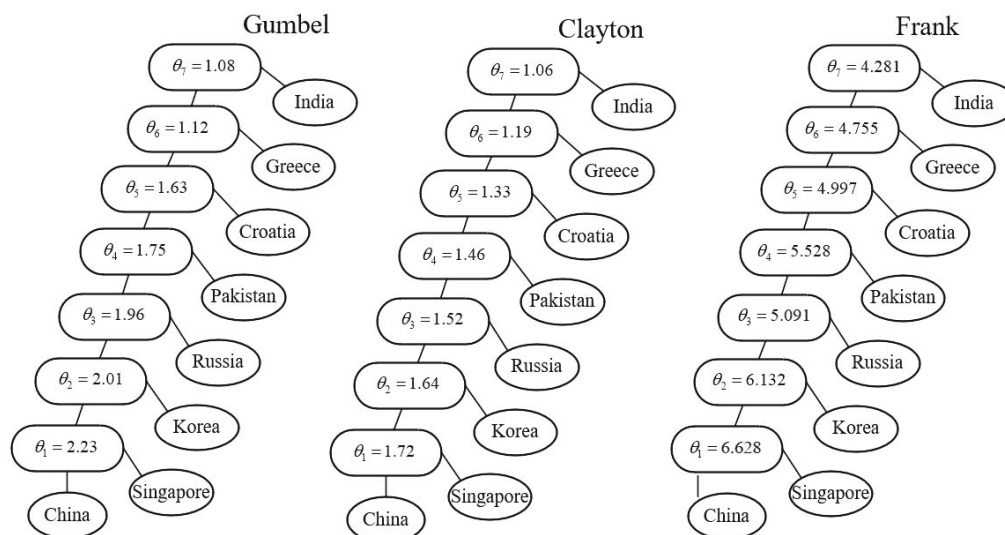 Gumbel
θ₇ = 1.08
India
θ₆ = 1.12
Greece
θ₅ = 1.63
Croatia
θ₄ = 1.75
Pakistan
θ₃ = 1.96
Russia
θ₂ = 2.01
Korea
θ₁ = 2.23
Singapore
China
Clayton
θ₇ = 1.06
India
θ₆ = 1.19
Greece
θ₅ = 1.33
Croatia
θ₄ = 1.46
Pakistan
θ₃ = 1.52
Russia
θ₂ = 1.64
Korea
θ₁ = 1.72
Singapore
China
Frank
θ₇ = 4.281
India
θ₆ = 4.755
Greece
θ₅ = 4.997
Croatia
θ₄ = 5.528
Pakistan
θ₃ = 5.091
Russia
θ₂ = 6.132
Korea
θ₁ = 6.628
Singapore
China